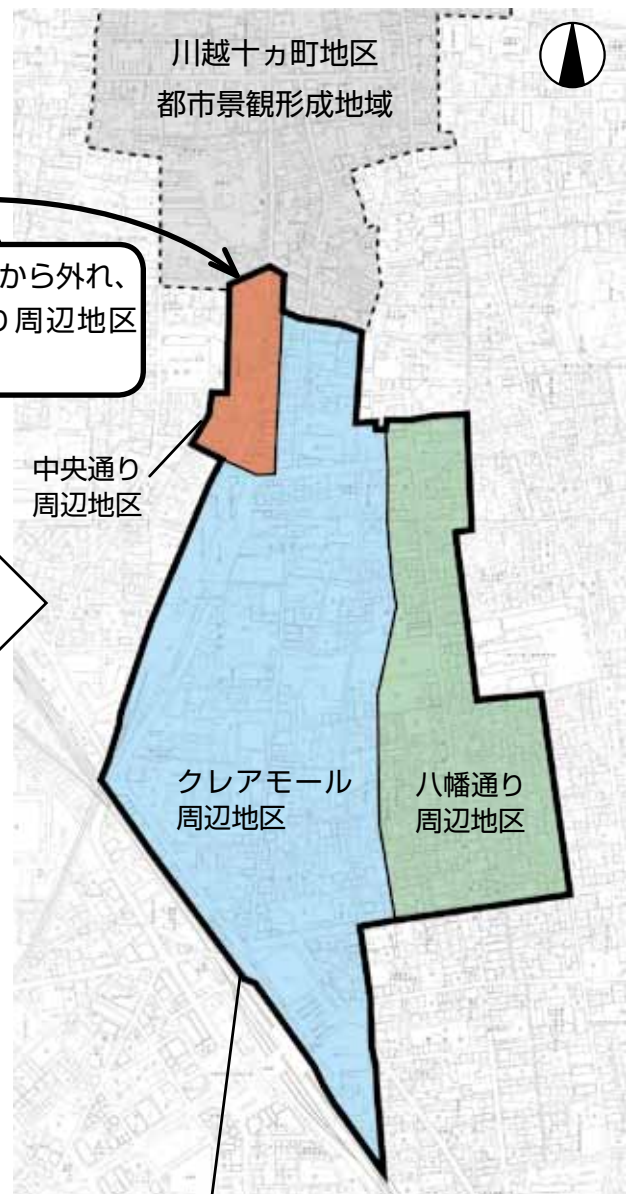 川越十ヵ町地区
都市景観形成地域
から外れ、
り周辺地区
中央通り
周辺地区
クレアモール
周辺地区
八幡通り
周辺地区